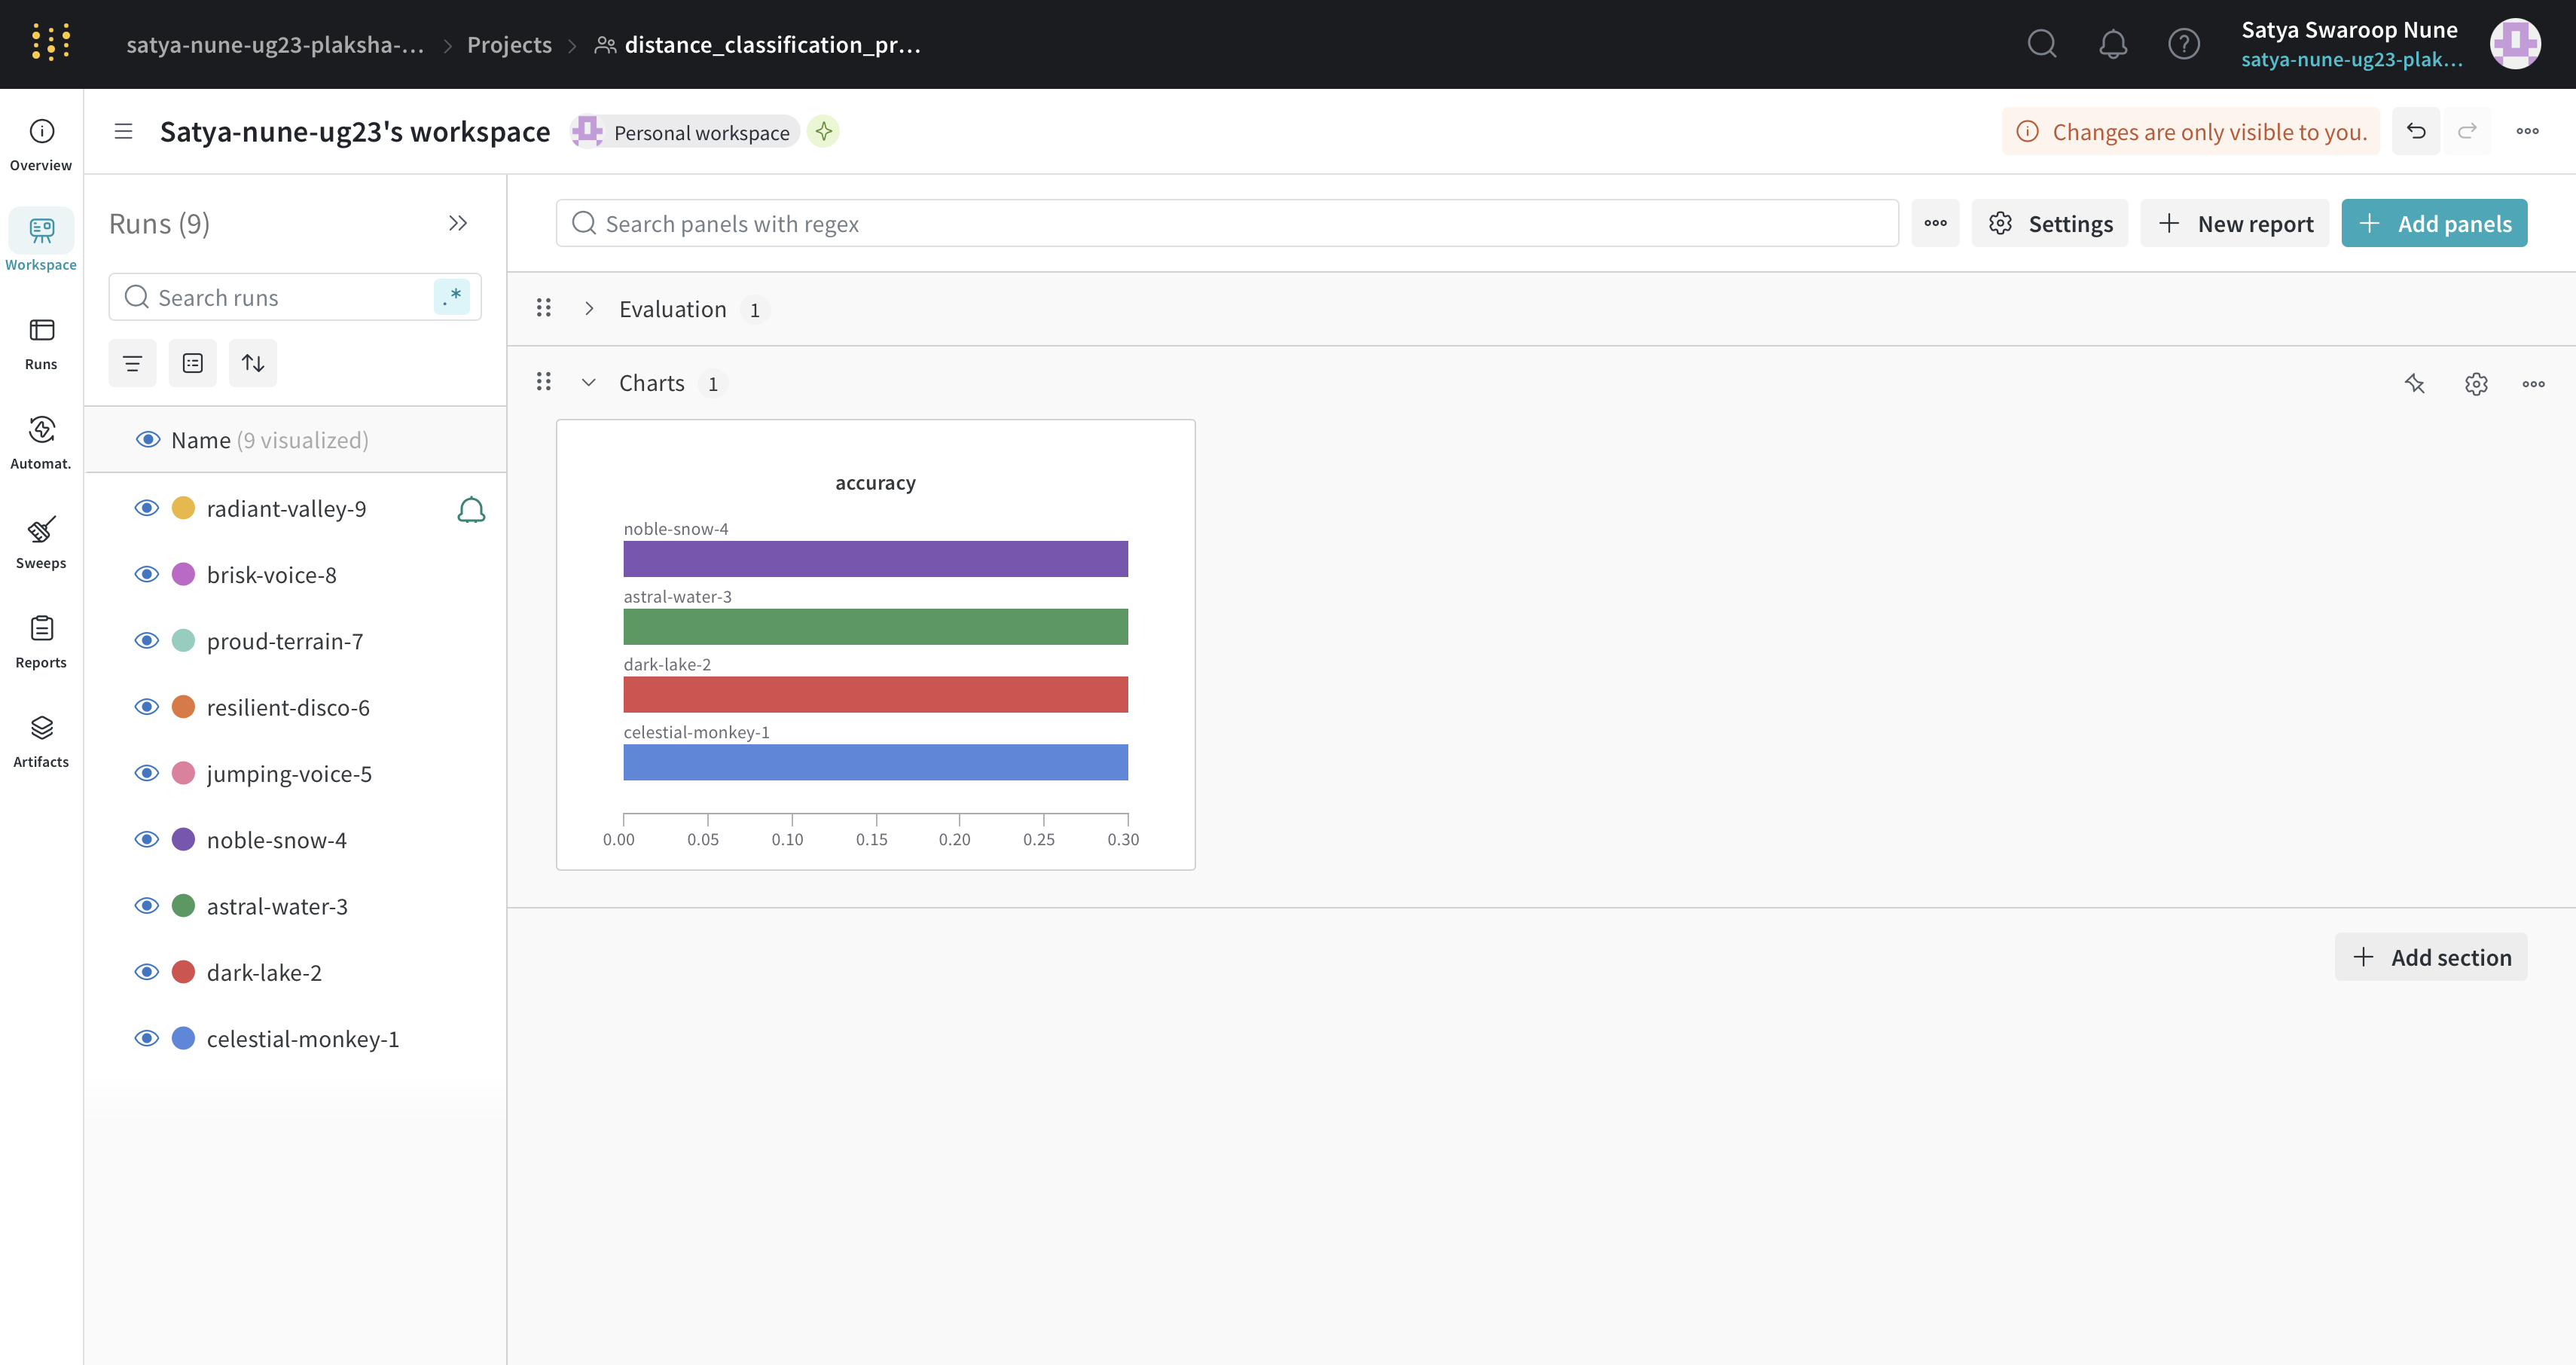 satya-nune-ug23-plaksha-... > Projects > distance_classification_pr...
Satya Swaroop Nune
satya-nune-ug23-plak...
Overview
Workspace
Runs
Automat.
Sweeps
Reports
Artifacts
Satya-nune-ug23's workspace
Personal workspace
Changes are only visible to you.
Runs (9)
Search runs
.*
Name (9 visualized)
radiant-valley-9
brisk-voice-8
proud-terrain-7
resilient-disco-6
jumping-voice-5
noble-snow-4
astral-water-3
dark-lake-2
celestial-monkey-1
Search panels with regex
Settings
New report
Add panels
Evaluation 1
Charts 1
accuracy
noble-snow-4
astral-water-3
dark-lake-2
celestial-monkey-1
0.00 0.05 0.10 0.15 0.20 0.25 0.30
Add section